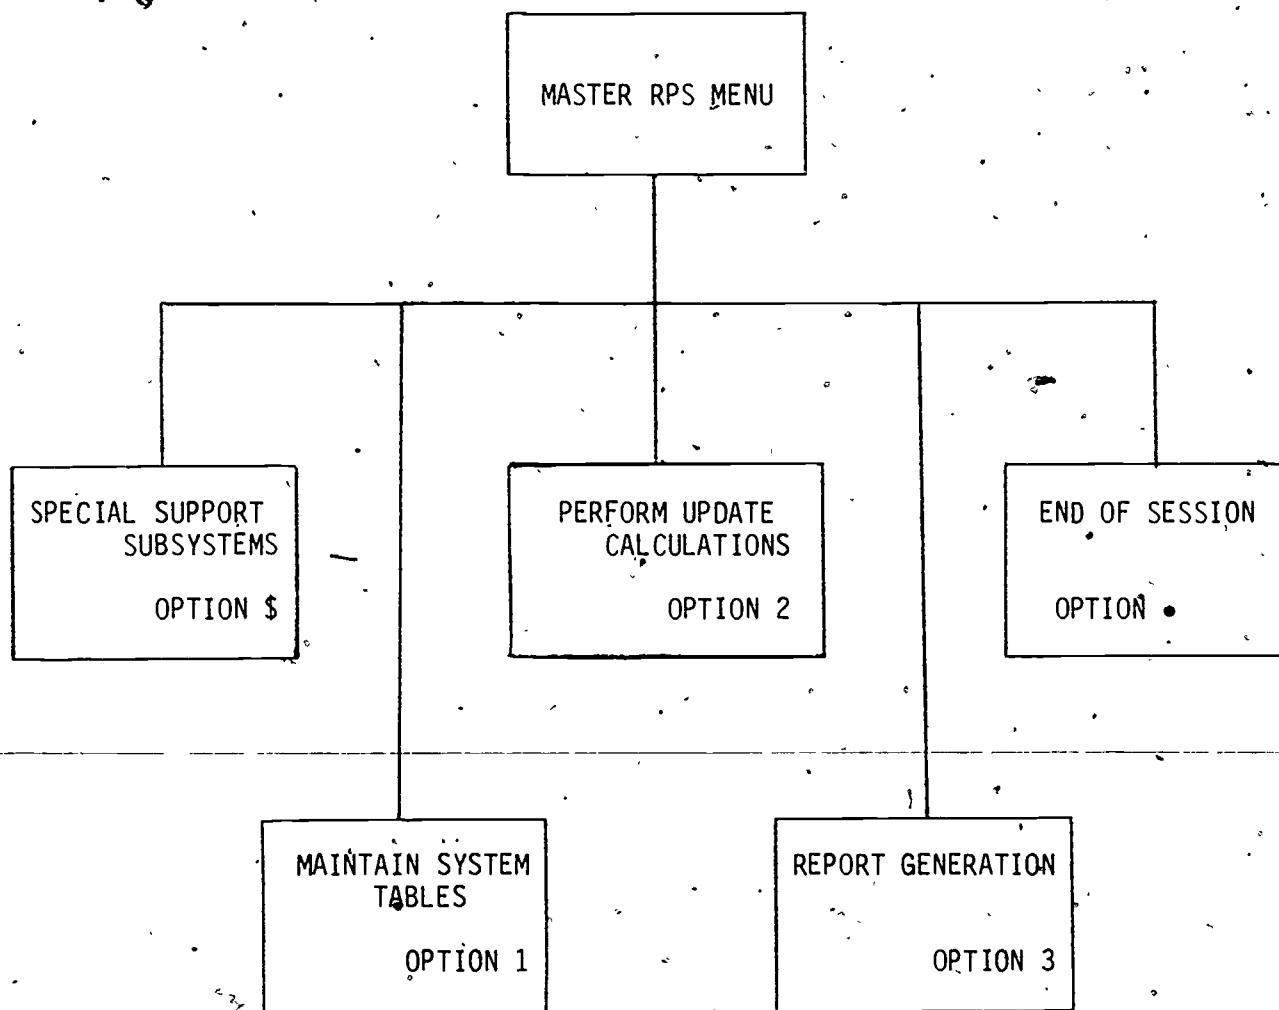 MASTER RPS MENU
SPECIAL SUPPORT
SUBSYSTEMS
OPTION $
PERFORM UPDATE
CALCULATIONS
OPTION 2
END OF SESSION
OPTION •
MAINTAIN SYSTEM
TABLES
OPTION 1
REPORT GENERATION
OPTION 3